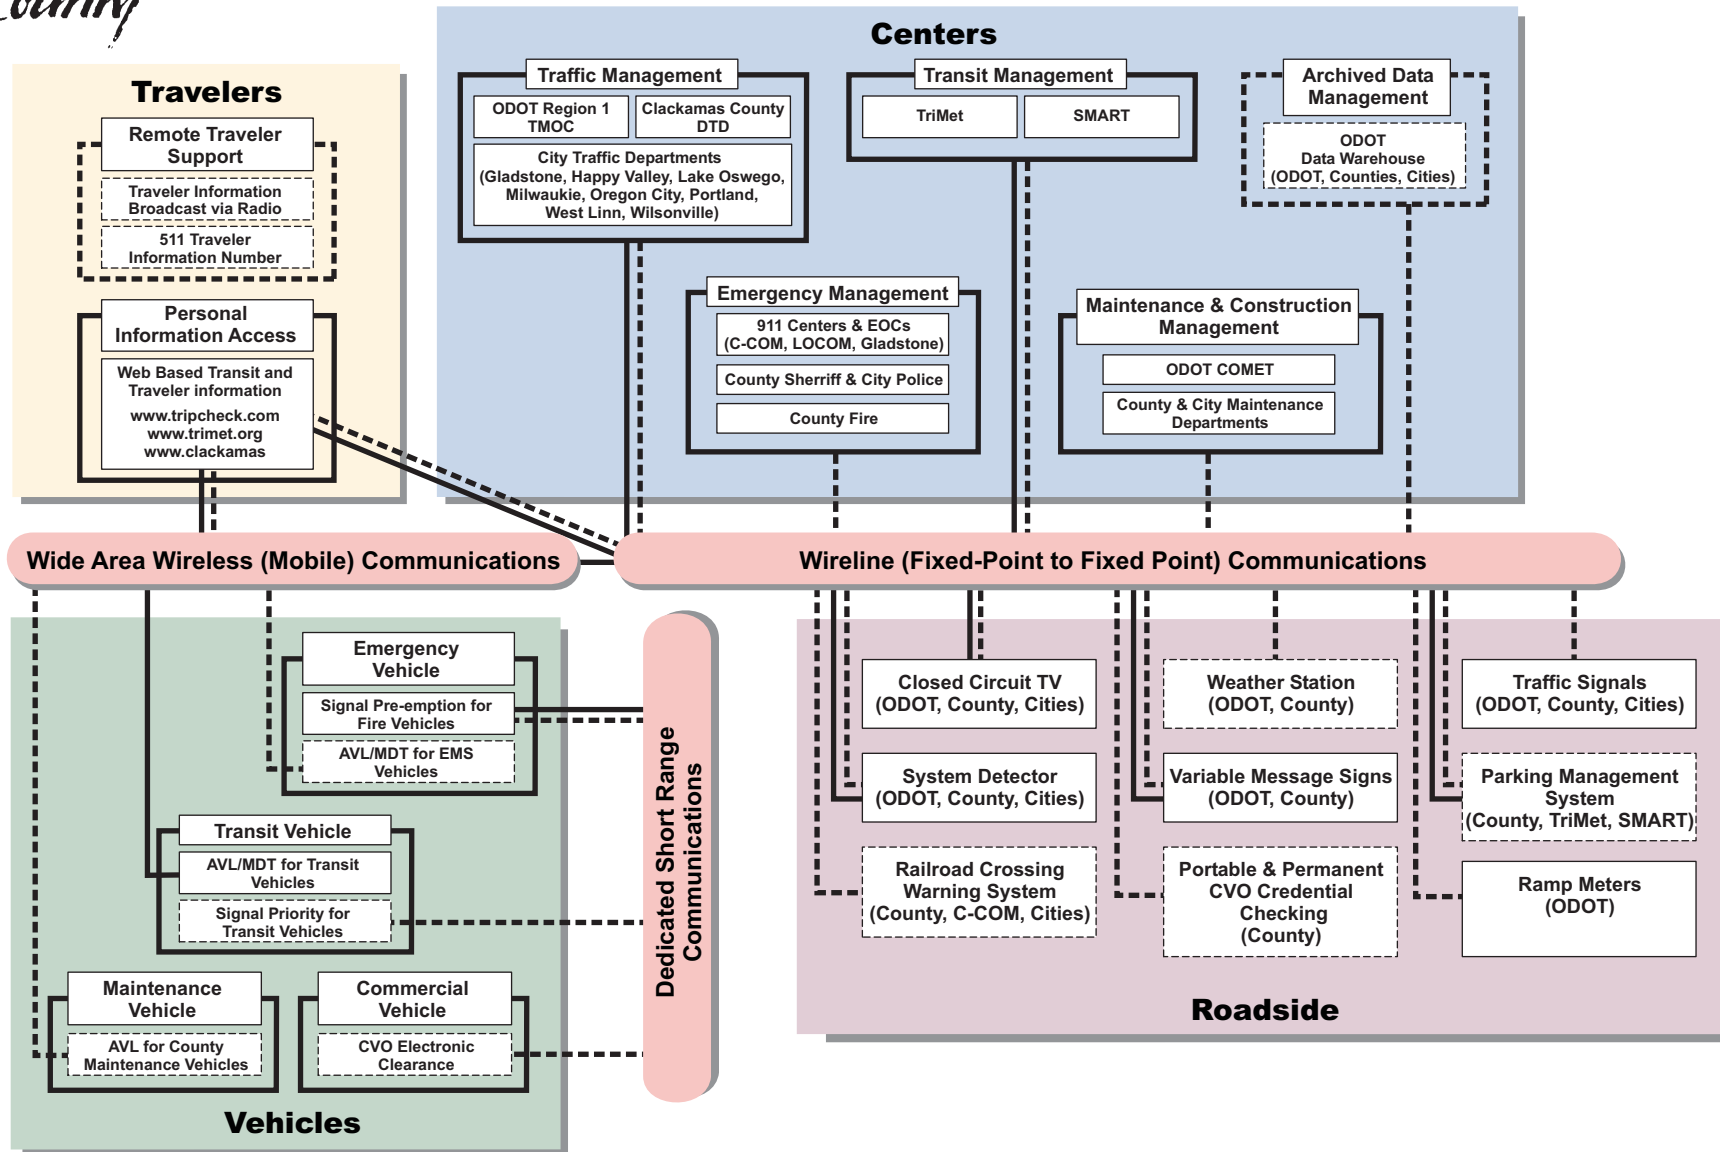 County
Centers
Traffic Management
ODOT Region 1
TMOC
Clackamas County
DTD
City Traffic Departments
(Gladstone, Happy Valley, Lake Oswego,
Milwaukie, Oregon City, Portland,
West Linn, Wilsonville)
Transit Management
TriMet
SMART
Archived Data
Management
ODOT
Data Warehouse
(ODOT, Counties, Cities)
Emergency Management
911 Centers & EOCs
(C-COM, LOCOM, Gladstone)
County Sherriff & City Police
County Fire
Maintenance & Construction
Management
ODOT COMET
County & City Maintenance
Departments
Travelers
Remote Traveler
Support
Traveler Information
Broadcast via Radio
511 Traveler
Information Number
Personal
Information Access
Web Based Transit and
Traveler information
www.tripcheck.com
www.trimet.org
www.clackamas
Wide Area Wireless (Mobile) Communications
Wireline (Fixed-Point to Fixed Point) Communications
Emergency
Vehicle
Signal Pre-emption for
Fire Vehicles
AVL/MDT for EMS
Vehicles
Transit Vehicle
AVL/MDT for Transit
Vehicles
Signal Priority for
Transit Vehicles
Maintenance
Vehicle
AVL for County
Maintenance Vehicles
Commercial
Vehicle
CVO Electronic
Clearance
Vehicles
Dedicated Short Range
Communications
Closed Circuit TV
(ODOT, County, Cities)
Weather Station
(ODOT, County)
Traffic Signals
(ODOT, County, Cities)
System Detector
(ODOT, County, Cities)
Variable Message Signs
(ODOT, County)
Parking Management
System
(County, TriMet, SMART)
Railroad Crossing
Warning System
(County, C-COM, Cities)
Portable & Permanent
CVO Credential
Checking
(County)
Ramp Meters
(ODOT)
Roadside